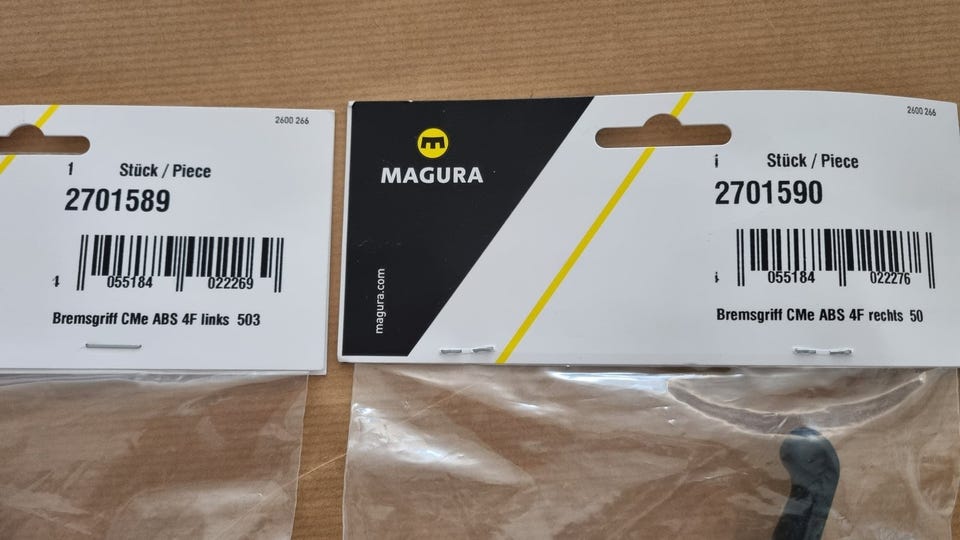 2600 266
1 Stück / Piece
2701589
4 055184 022269
Bremsgriff CMe ABS 4F links 503
MAGURA
magura.com
2600 266
Stück / Piece
2701590
055184 022276
Bremsgriff CMe ABS 4F rechts 50